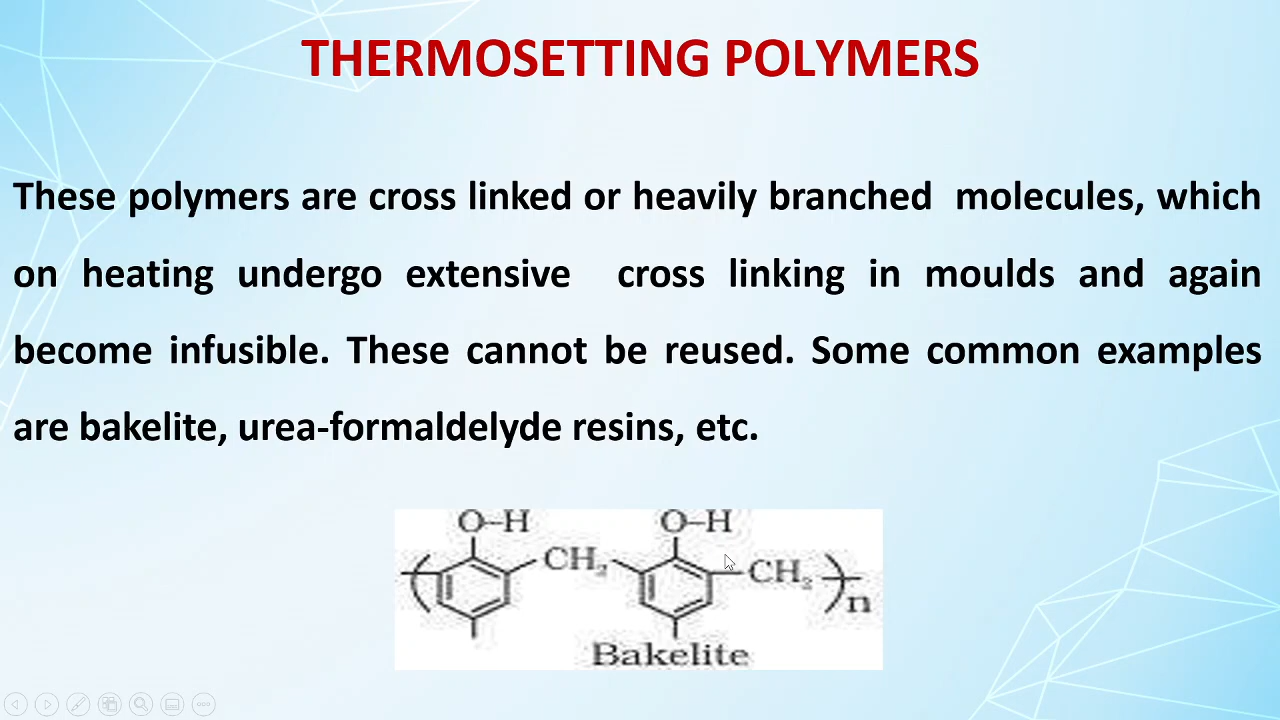 THERMOSETTING POLYMERS
These polymers are cross linked or heavily branched molecules, which
on heating undergo extensive cross linking in moulds and again
become infusible. These cannot be reused. Some common examples
are bakelite, urea-formaldelyde resins, etc.
O–H O–H
CH₂ CH₂
n
Bakelite